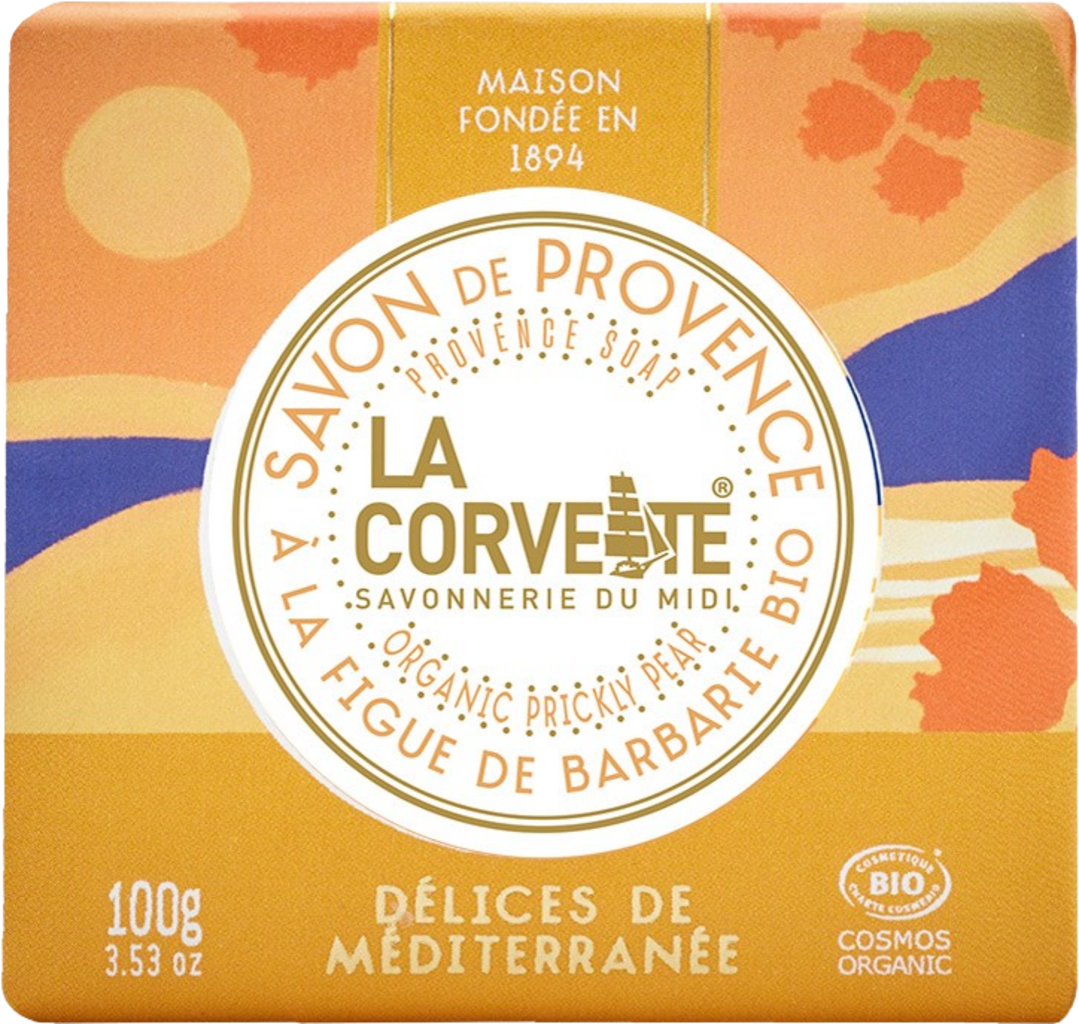 MAISON
FONDÉE EN
1894
SAVON DE PROVENCE BIO
PROVENCE SOAP
LA
CORVETTE®
SAVONNERIE DU MIDI
ORGANIC PRICKLY PEAR
À LA FIGUE DE BARBARIE
100g
3.53 oz
DÉLICES DE
MÉDITERRANÉE
COSMETIQUE
BIO
CHARTE COSMEBIO
COSMOS
ORGANIC